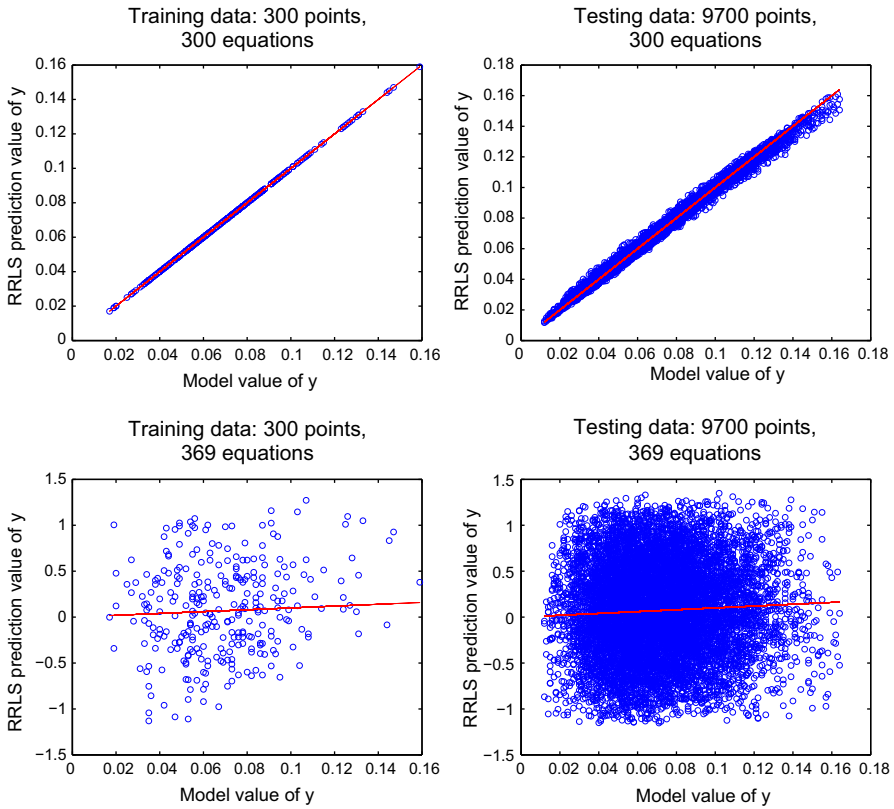 Training data: 300 points,
300 equations
RRLS prediction value of y
0.16
0.14
0.12
0.1
0.08
0.06
0.04
0.02
0
0 0.02 0.04 0.06 0.08 0.1 0.12 0.14 0.16
Model value of y
Testing data: 9700 points,
300 equations
RRLS prediction value of y
0.18
0.16
0.14
0.12
0.1
0.08
0.06
0.04
0.02
0
0 0.02 0.04 0.06 0.08 0.1 0.12 0.14 0.16 0.18
Model value of y
Training data: 300 points,
369 equations
RRLS prediction value of y
1.5
1
0.5
0
−0.5
−1
−1.5
0 0.02 0.04 0.06 0.08 0.1 0.12 0.14 0.16
Model value of y
Testing data: 9700 points,
369 equations
RRLS prediction value of y
1.5
1
0.5
0
−0.5
−1
−1.5
0 0.02 0.04 0.06 0.08 0.1 0.12 0.14 0.16 0.18
Model value of y